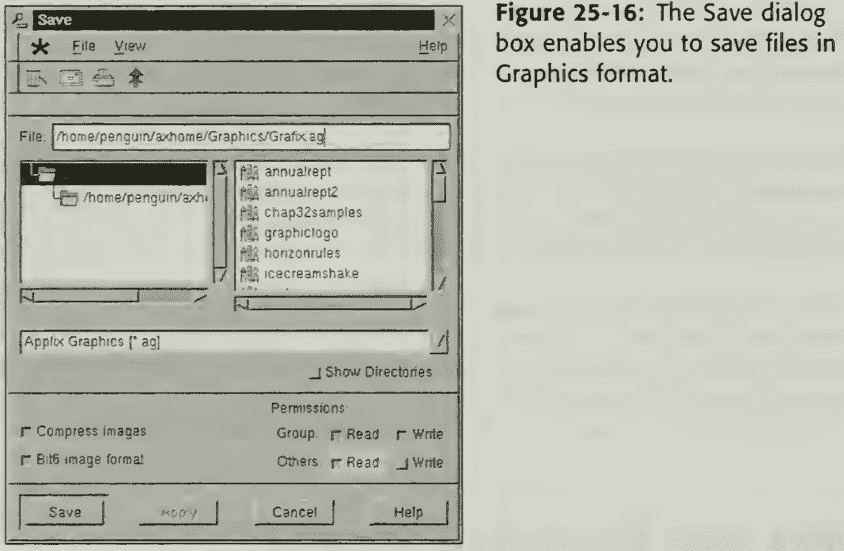 Save
File View Help
File: /home/penguin/axhome/Graphics/Grafix.ag
/home/penguin/axh
annualrept
annualrept2
chap32samples
graphiclogo
horizonrules
icecreamshake
Applix Graphics [*.ag]
Show Directories
Permissions:
Compress images Group: Read Write
Bit6 image format Others: Read Write
Save Apply Cancel Help
Figure 25-16: The Save dialog
box enables you to save files in
Graphics format.